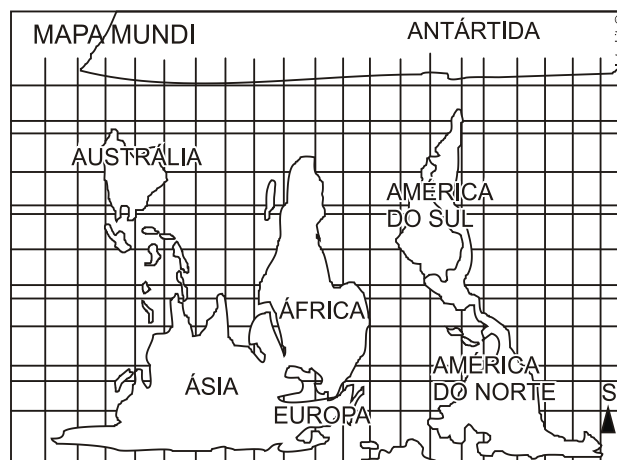 MAPA MUNDI
ANTÁRTIDA
AUSTRÁLIA
AMÉRICA
DO SUL
ÁFRICA
ÁSIA
EUROPA
AMÉRICA
DO NORTE
S